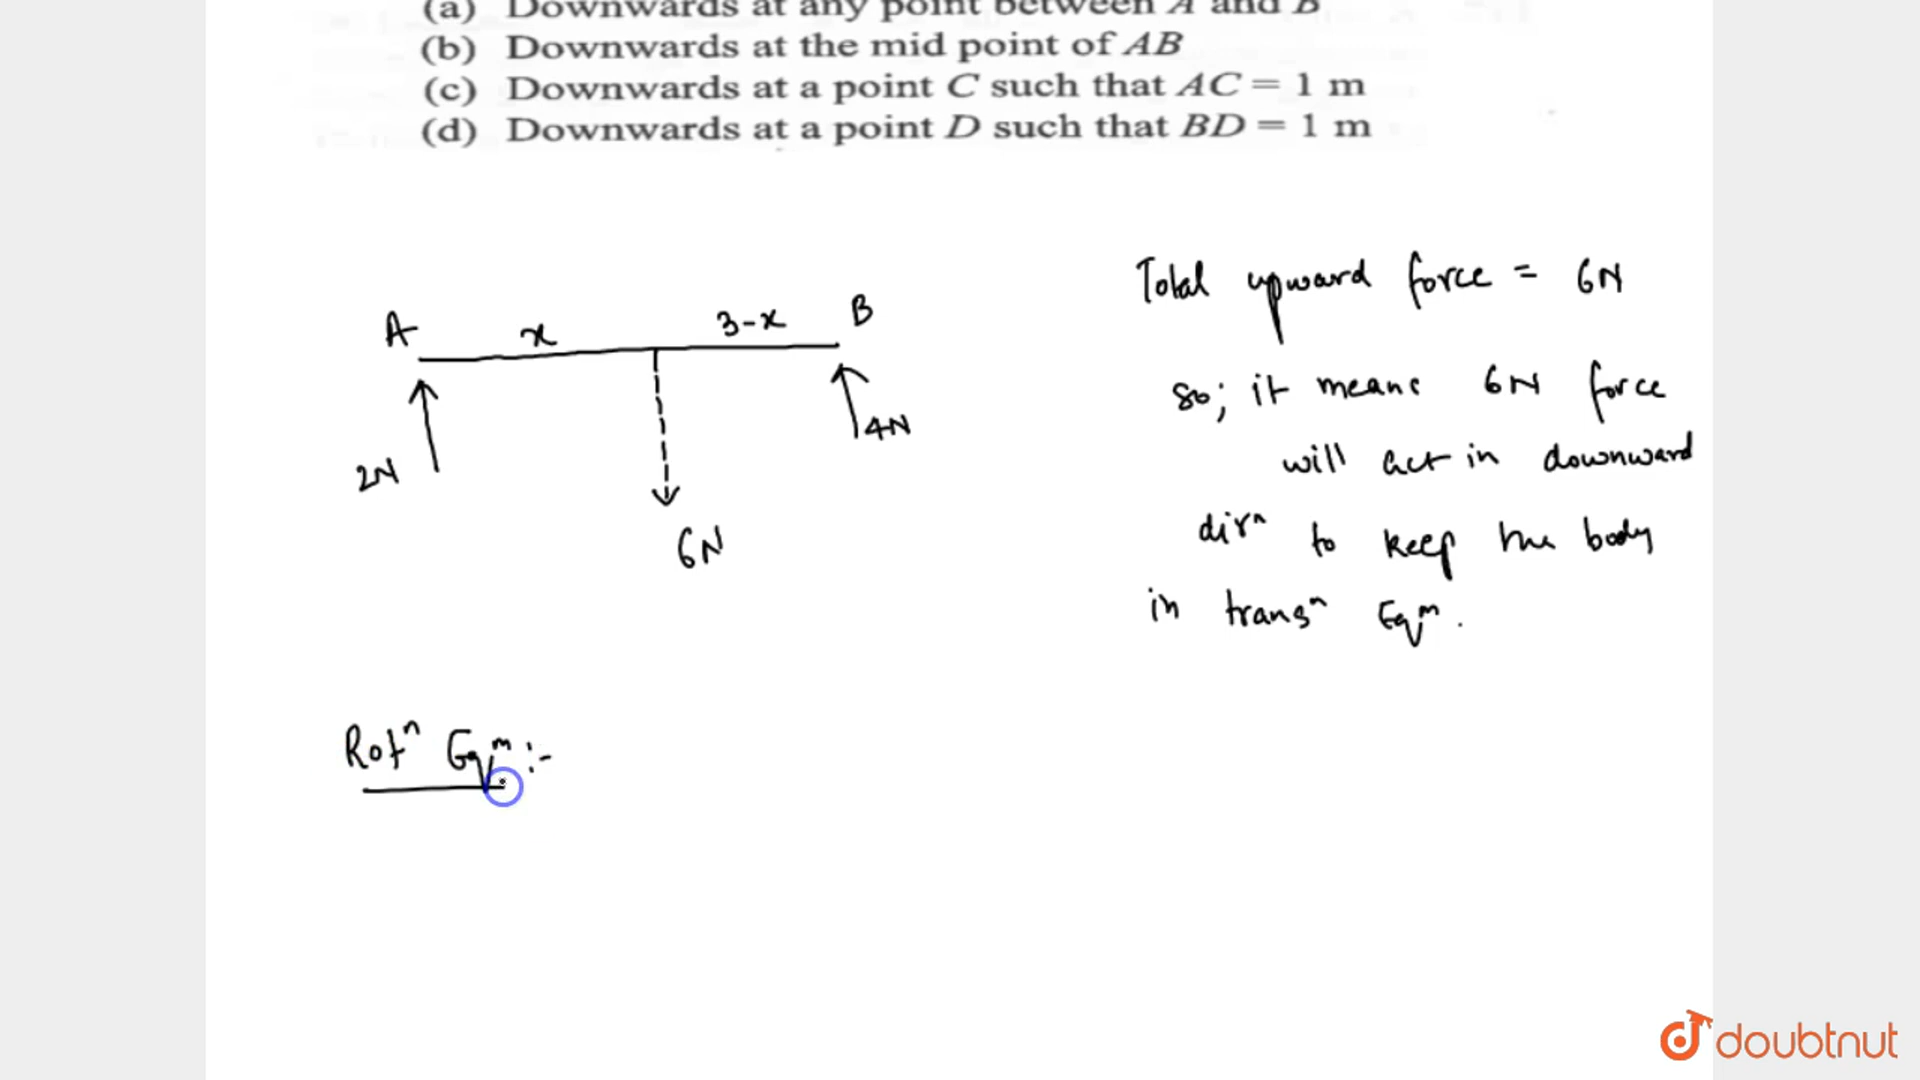 (a) Downwards at any point between A and B
(b) Downwards at the mid point of AB
(c) Downwards at a point C such that AC = 1 m
(d) Downwards at a point D such that BD = 1 m
Total upward force = 6N
A x 3-x B
so; it means 6N force
2N 4N
will act in downward
6N
dirⁿ to keep the body
in transⁿ Eqᵐ.
Rotⁿ Eqᵐ :-
doubtnut